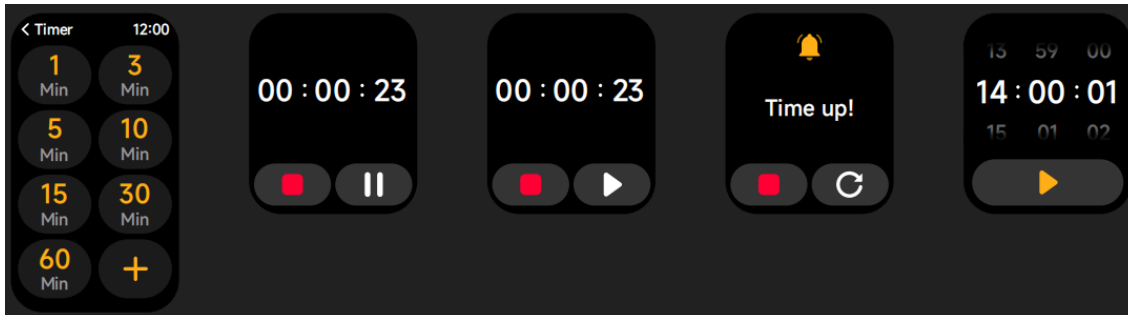 Timer 12:00
1 3
Min Min
5 10
Min Min
15 30
Min Min
60 +
Min
00 : 00 : 23
00 : 00 : 23
Time up!
13 59 00
14 : 00 : 01
15 01 02